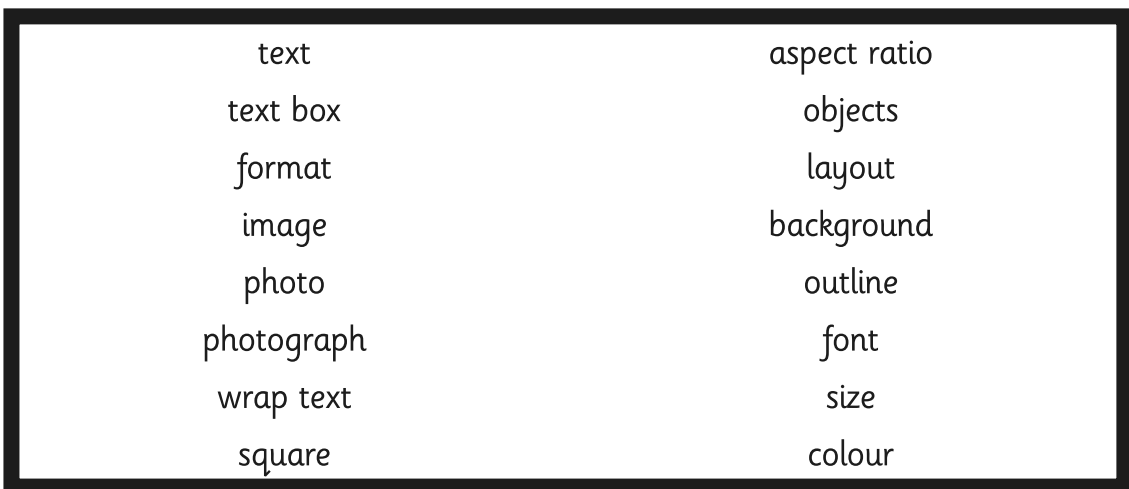 text
text box
format
image
photo
photograph
wrap text
square
aspect ratio
objects
layout
background
outline
font
size
colour